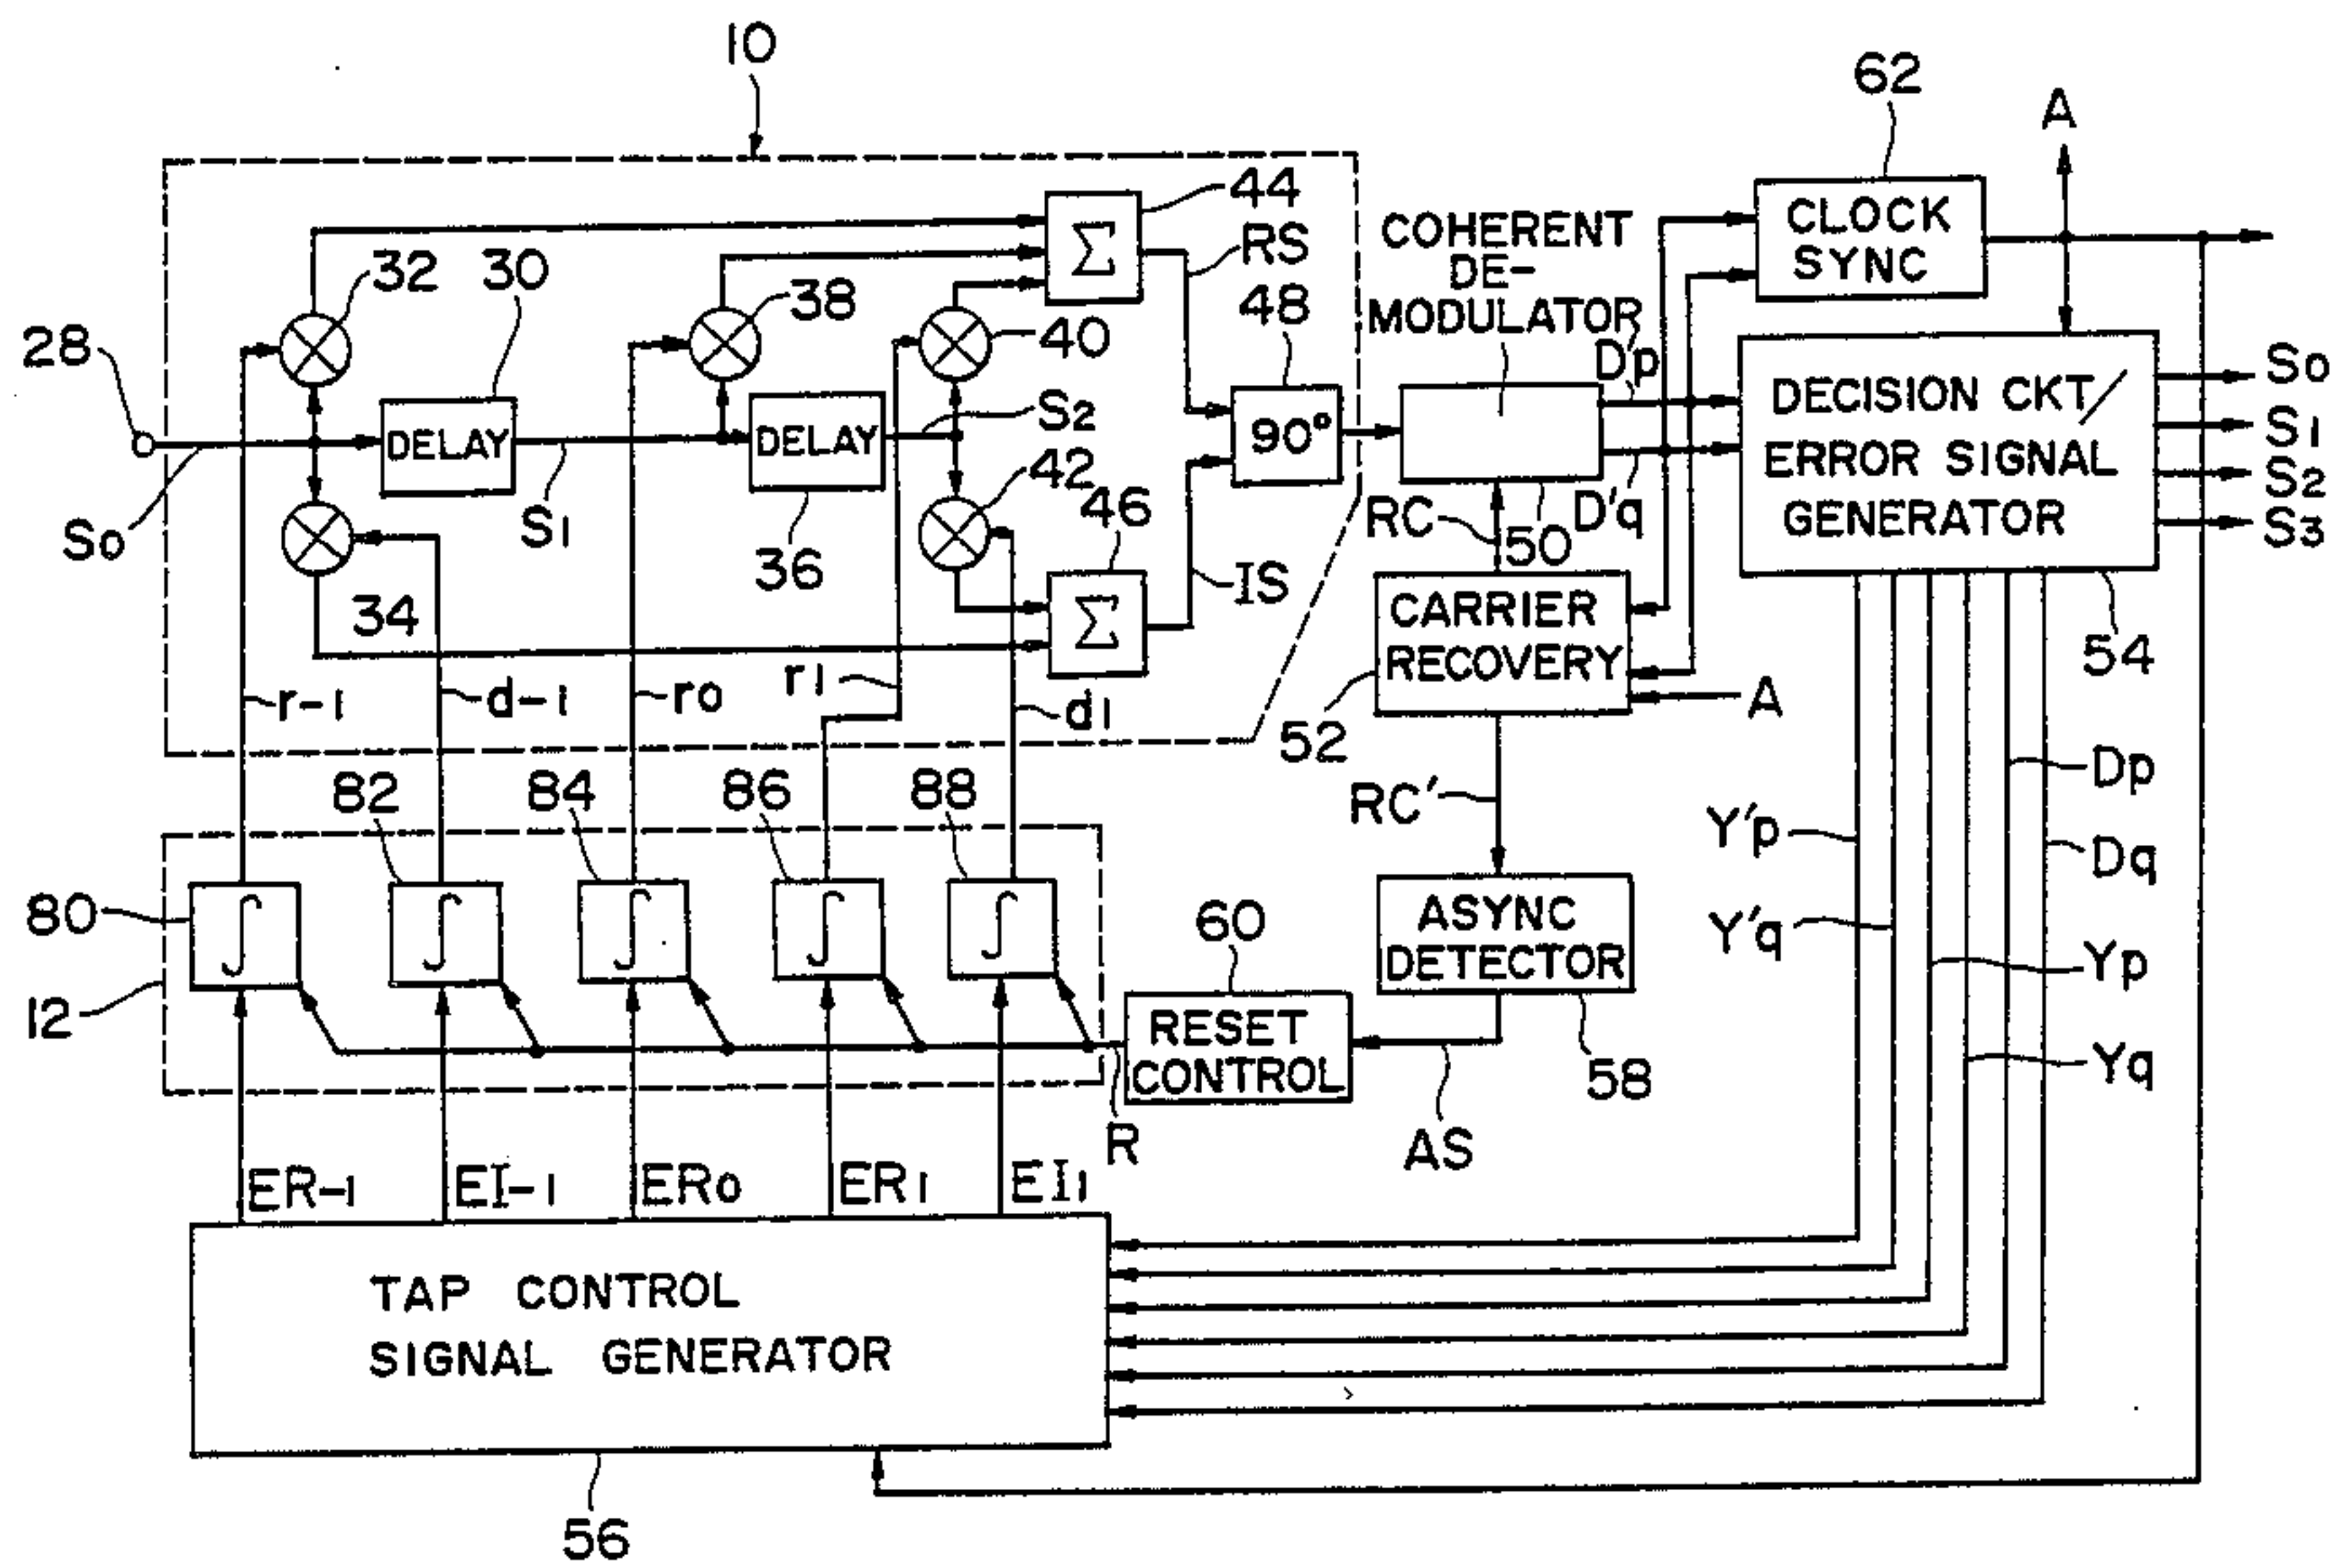 10
62
A
44
CLOCK
SYNC
COHERENT
DE-
MODULATOR
RS
32
30
38
48
Σ
28
40
Dp
So
S1
S2
S3
DECISION CKT/
ERROR SIGNAL
GENERATOR
DELAY
DELAY
S2
90°
42
46
So
S1
36
RC
50
D'q
34
Σ
IS
CARRIER
RECOVERY
54
r-1
d-1
ro
r1
d1
52
A
82
84
86
88
RC'
Dp
Y'p
Dq
80
∫
∫
∫
∫
∫
60
ASYNC
DETECTOR
Y'q
Yp
12
RESET
CONTROL
58
Yq
R
AS
ER-1
EI-1
ERo
ER1
EI1
TAP CONTROL
SIGNAL GENERATOR
56